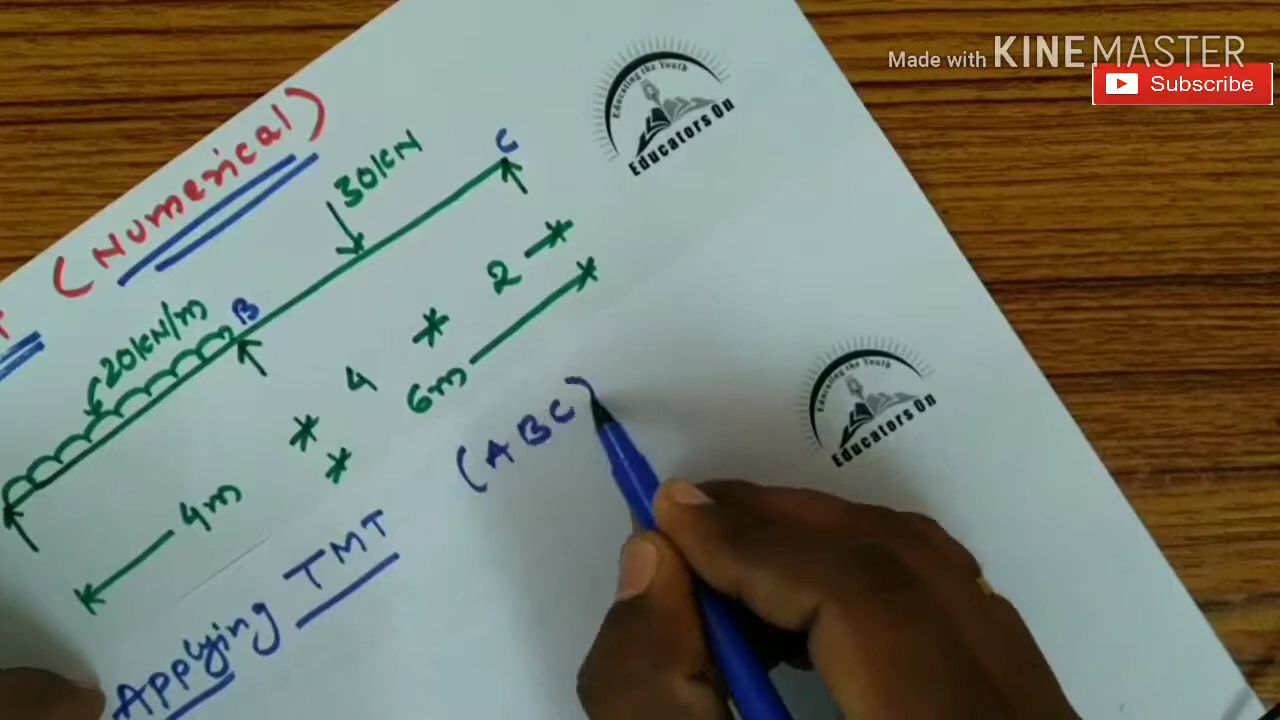 Made with KINEMASTER
Subscribe
Educating the Youth
Educators On
(Numerical)
30KN
C
20KN/m
B
4
2
6m
4m
Applying TMT
(ABC)
Educating the Youth
Educators On